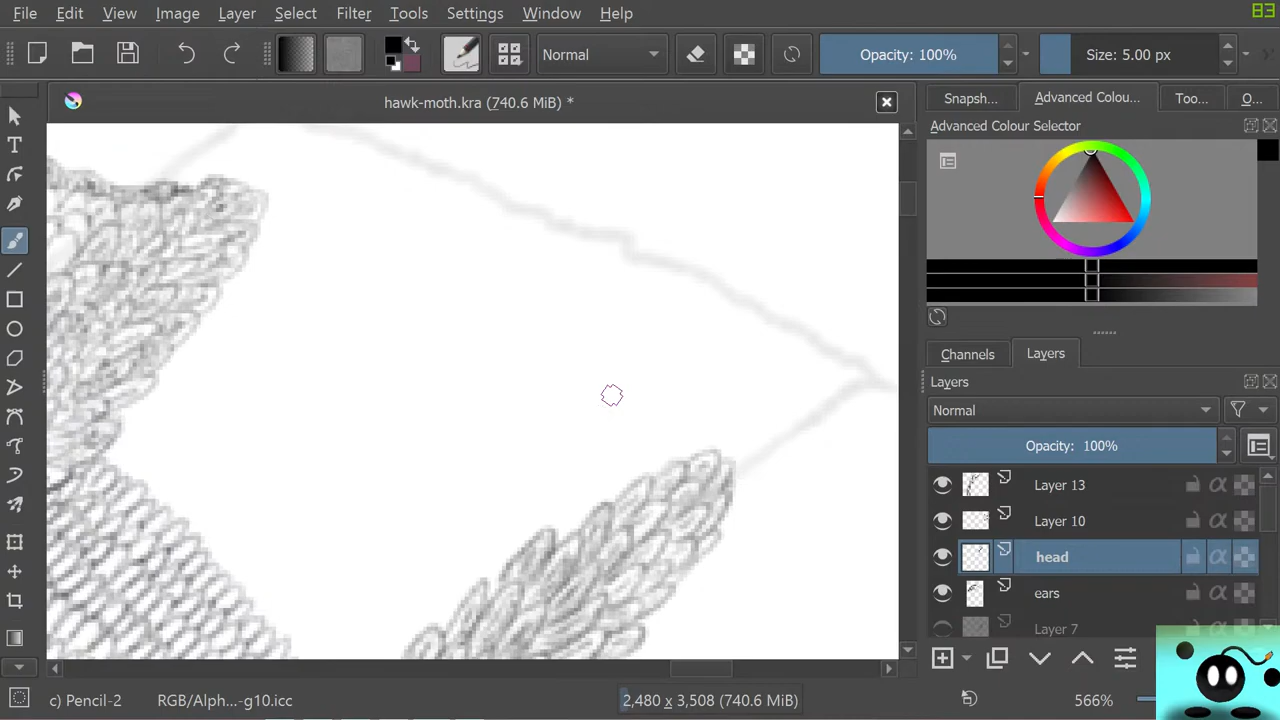 File Edit View Image Layer Select Filter Tools Settings Window Help
83
Normal
Opacity: 100%
Size: 5.00 px
hawk-moth.kra (740.6 MiB) *
Snapsh... Advanced Colou... Too... O...
Advanced Colour Selector
Channels Layers
Layers
Normal
Opacity: 100%
Layer 13
Layer 10
head
ears
Layer 7
c) Pencil-2 RGB/Alph...-g10.icc 2,480 x 3,508 (740.6 MiB) 566%